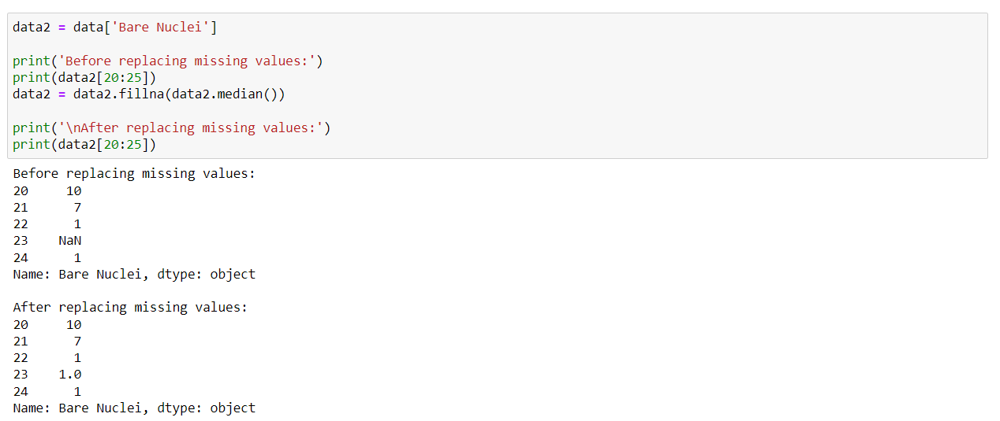 data2 = data['Bare Nuclei']
print('Before replacing missing values:')
print(data2[20:25])
data2 = data2.fillna(data2.median())
print('\nAfter replacing missing values:')
print(data2[20:25])
Before replacing missing values:
20     10
21      7
22      1
23    NaN
24      1
Name: Bare Nuclei, dtype: object
After replacing missing values:
20     10
21      7
22      1
23    1.0
24      1
Name: Bare Nuclei, dtype: object